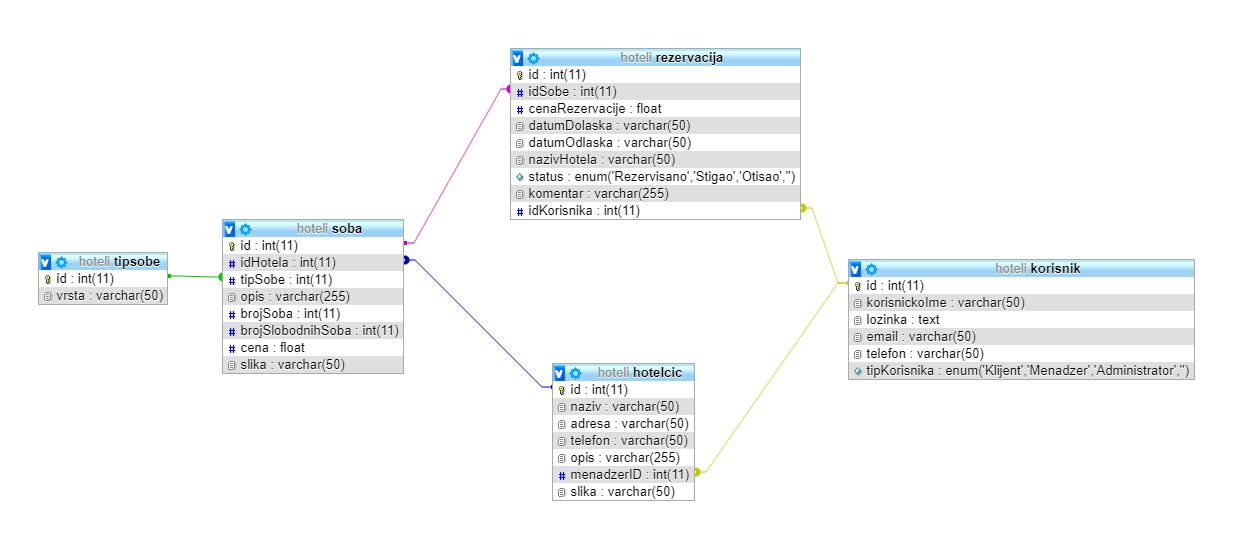 hoteli rezervacija
id : int(11)
idSobe : int(11)
cenaRezervacije : float
datumDolaska : varchar(50)
datumOdlaska : varchar(50)
nazivHotela : varchar(50)
status : enum('Rezervisano','Stigao','Otisao','')
komentar : varchar(255)
idKorisnika : int(11)
hoteli soba
id : int(11)
idHotela : int(11)
tipSobe : int(11)
opis : varchar(255)
brojSoba : int(11)
brojSlobodnihSoba : int(11)
cena : float
slika : varchar(50)
hoteli tipsobe
id : int(11)
vrsta : varchar(50)
hoteli korisnik
id : int(11)
korisnickoIme : varchar(50)
lozinka : text
email : varchar(50)
telefon : varchar(50)
tipKorisnika : enum('Klijent','Menadzer','Administrator','')
hoteli hotelcic
id : int(11)
naziv : varchar(50)
adresa : varchar(50)
telefon : varchar(50)
opis : varchar(255)
menadzerID : int(11)
slika : varchar(50)